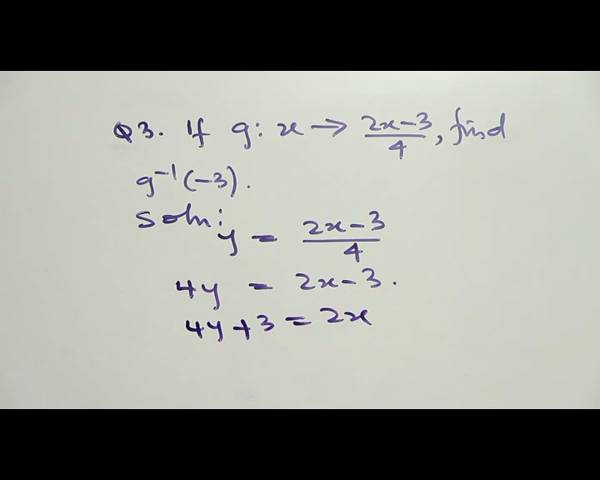 Q3. If g: x → (2x-3)/4, find
g⁻¹(-3).
Soln: y = (2x-3)/4
4y = 2x-3.
4y+3 = 2x